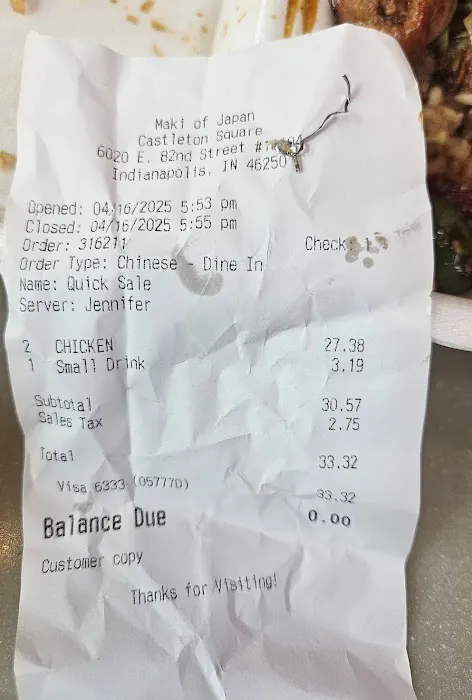 Maki of Japan
Castleton Square
6020 E. 82nd Street
Indianapolis, IN 46250
Opened: 04/16/2025 5:53 pm
Closed: 04/16/2025 5:55 pm
Order: 316211
Check:
Order Type: Chinese - Dine In
Name: Quick Sale
Server: Jennifer
2 CHICKEN 27.38
1 Small Drink 3.19
Subtotal 30.57
Sales Tax 2.75
Total 33.32
Visa 6333 (05777D) 33.32
Balance Due 0.00
Customer copy
Thanks for Visiting!